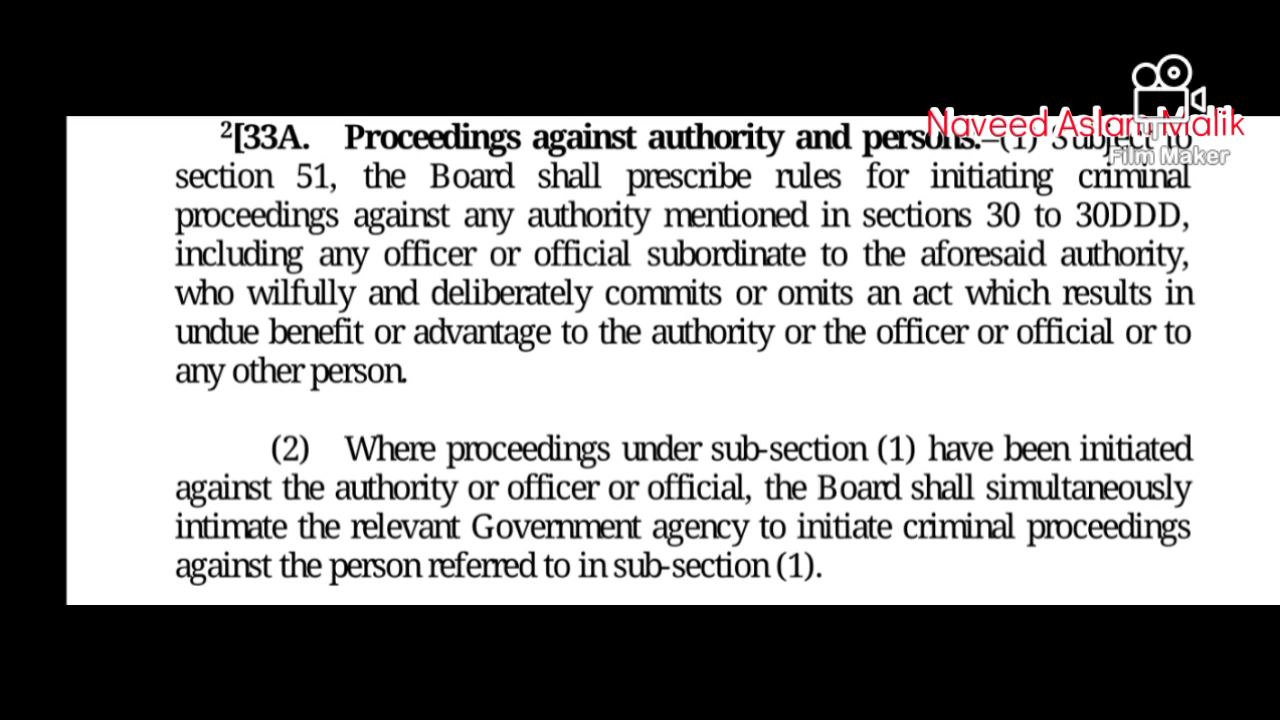 ²[33A. Proceedings against authority and persons.–(1) Subject to
Naveed Aslam Malik
Film Maker
section 51, the Board shall prescribe rules for initiating criminal
proceedings against any authority mentioned in sections 30 to 30DDD,
including any officer or official subordinate to the aforesaid authority,
who wilfully and deliberately commits or omits an act which results in
undue benefit or advantage to the authority or the officer or official or to
any other person.
(2) Where proceedings under sub-section (1) have been initiated
against the authority or officer or official, the Board shall simultaneously
intimate the relevant Government agency to initiate criminal proceedings
against the person referred to in sub-section (1).